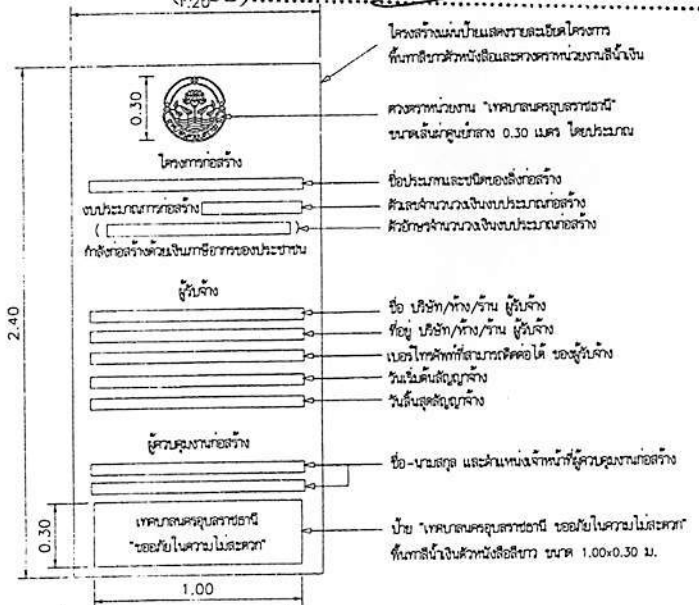 1.20
โครงสร้างแผ่นป้ายแสดงรายละเอียดโครงการ
พื้นทาสีขาวตัวหนังสือและดวงตราหน่วยงานสีน้ำเงิน
0.30
ดวงตราหน่วยงาน "เทศบาลนครอุบลราชธานี"
ขนาดเส้นผ่าศูนย์กลาง 0.30 เมตร โดยประมาณ
โครงการก่อสร้าง
ชื่อประเภทและชนิดของสิ่งก่อสร้าง
งบประมาณการก่อสร้าง
ตัวเลขจำนวนวงเงินงบประมาณก่อสร้าง
( )
ตัวอักษรจำนวนวงเงินงบประมาณก่อสร้าง
กำลังก่อสร้างด้วยเงินภาษีอากรของประชาชน
2.40
ผู้รับจ้าง
ชื่อ บริษัท/ห้าง/ร้าน ผู้รับจ้าง
ที่อยู่ บริษัท/ห้าง/ร้าน ผู้รับจ้าง
เบอร์โทรศัพท์ที่สามารถติดต่อได้ ของผู้รับจ้าง
วันเริ่มต้นสัญญาจ้าง
วันสิ้นสุดสัญญาจ้าง
ผู้ควบคุมงานก่อสร้าง
ชื่อ-นามสกุล และตำแหน่งเจ้าหน้าที่ผู้ควบคุมงานก่อสร้าง
0.30
เทศบาลนครอุบลราชธานี
"ขออภัยในความไม่สะดวก"
ป้าย "เทศบาลนครอุบลราชธานี ขออภัยในความไม่สะดวก"
พื้นทาสีน้ำเงินตัวหนังสือสีขาว ขนาด 1.00x0.30 ม.
1.00